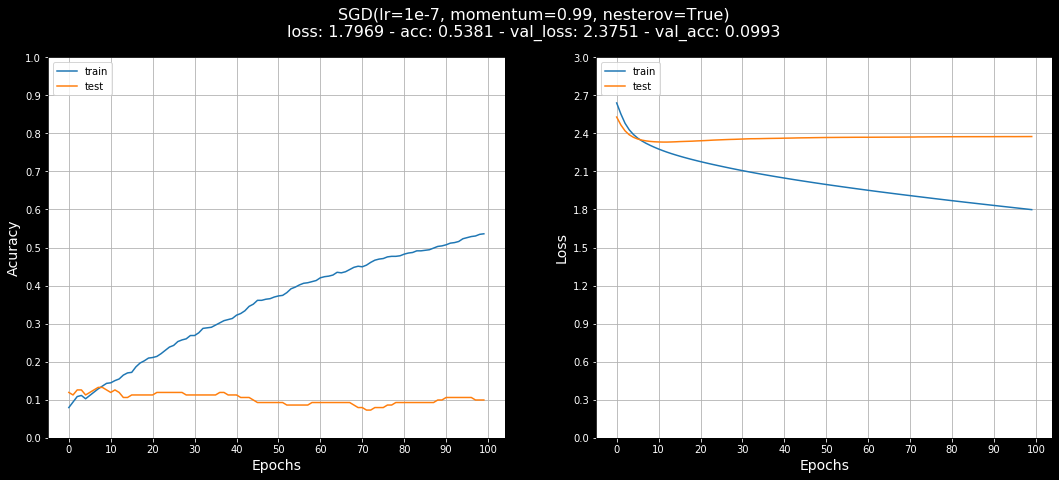 SGD(lr=1e-7, momentum=0.99, nesterov=True)
loss: 1.7969 - acc: 0.5381 - val_loss: 2.3751 - val_acc: 0.0993
train
test
1.0
0.9
0.8
0.7
0.6
0.5
0.4
0.3
0.2
0.1
0.0
Acuracy
0 10 20 30 40 50 60 70 80 90 100
Epochs
train
test
3.0
2.7
2.4
2.1
1.8
1.5
1.2
0.9
0.6
0.3
0.0
Loss
0 10 20 30 40 50 60 70 80 90 100
Epochs